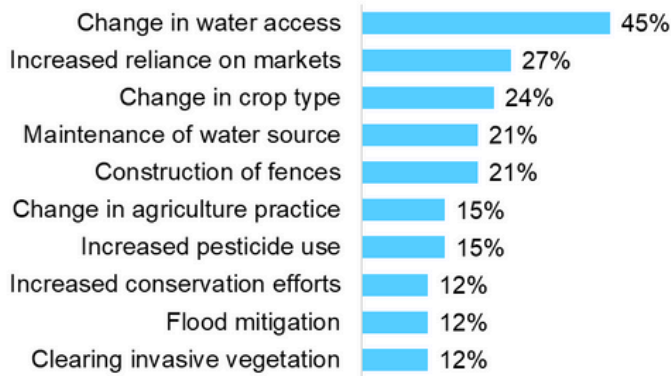 Change in water access 45%
Increased reliance on markets 27%
Change in crop type 24%
Maintenance of water source 21%
Construction of fences 21%
Change in agriculture practice 15%
Increased pesticide use 15%
Increased conservation efforts 12%
Flood mitigation 12%
Clearing invasive vegetation 12%